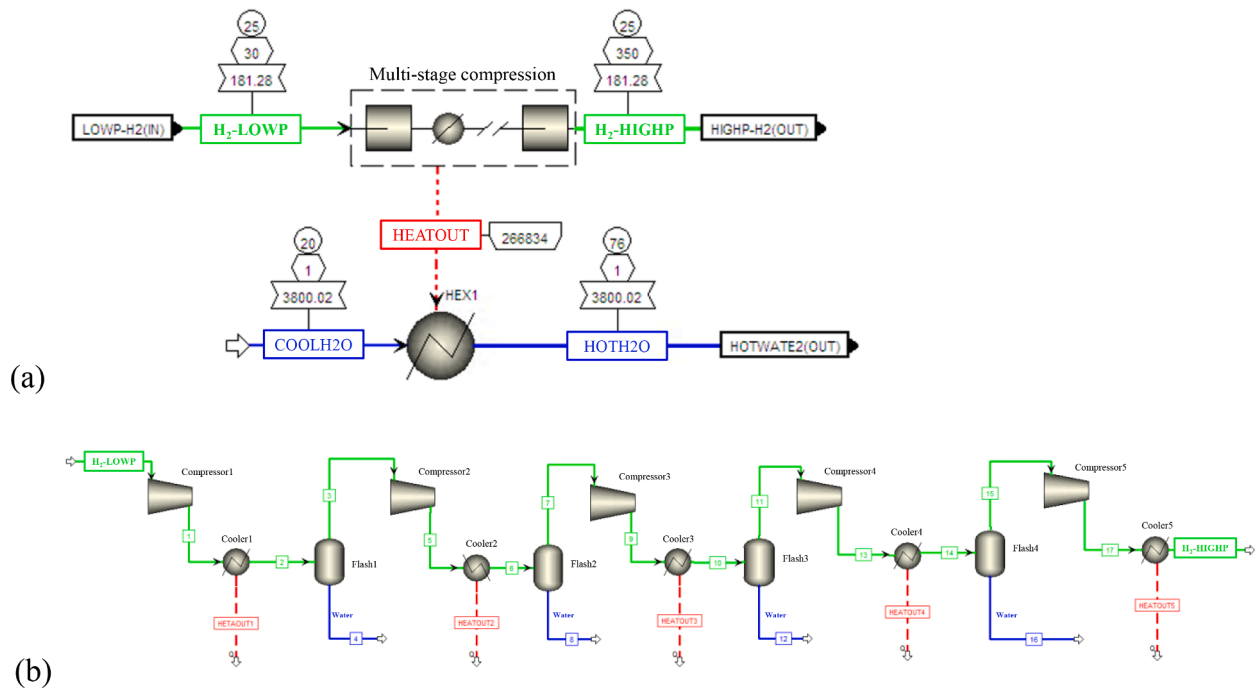 25
30
181.28
25
350
181.28
Multi-stage compression
LOWP-H2(IN)
H₂-LOWP
H₂-HIGHP
HIGHP-H2(OUT)
HEATOUT
266834
20
1
3800.02
76
1
3800.02
HEX1
COOLH2O
HOTH2O
HOTWATE2(OUT)
(a)
H₂-LOWP
Compressor1
1
Cooler1
2
HETAOUT1
Q
3
Flash1
Water
4
Compressor2
5
Cooler2
6
HEATOUT2
Q
7
Flash2
Water
8
Compressor3
9
Cooler3
10
HEATOUT3
Q
11
Flash3
Water
12
Compressor4
13
Cooler4
14
HEATOUT4
Q
15
Flash4
Water
16
Compressor5
17
Cooler5
H₂-HIGHP
HEATOUT5
Q
(b)